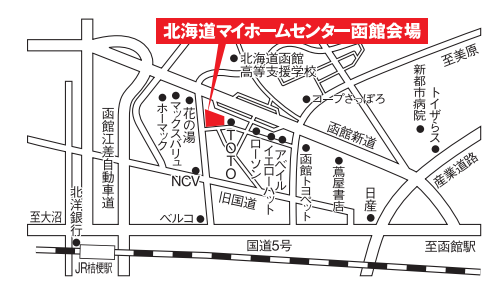 北海道マイホームセンター函館会場
北海道函館
高等支援学校
至美原
コープさっぽろ
新都市病院
トイザらス
函館新道
産業道路
花の湯
マックスバリュ
ホーマック
函館江差自動車道
TOTO
ローソン
イエローハット
アベイル
函館トヨペット
蔦屋書店
日産
NCV
旧国道
ベルコ
至大沼
北洋銀行
国道5号
至函館駅
JR桔梗駅